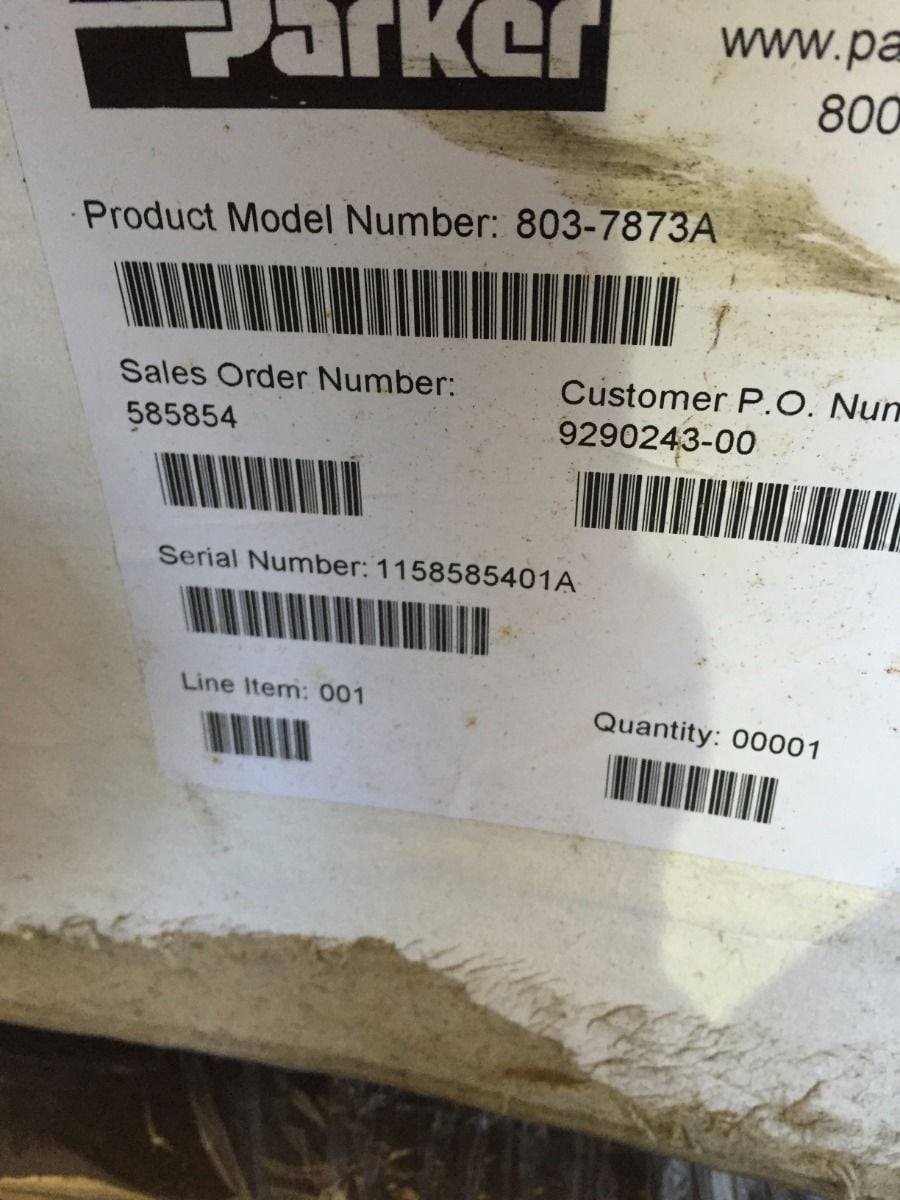 Parker
www.pa
800
Product Model Number: 803-7873A
Sales Order Number:
585854
Customer P.O. Num
9290243-00
Serial Number: 1158585401A
Line Item: 001
Quantity: 00001